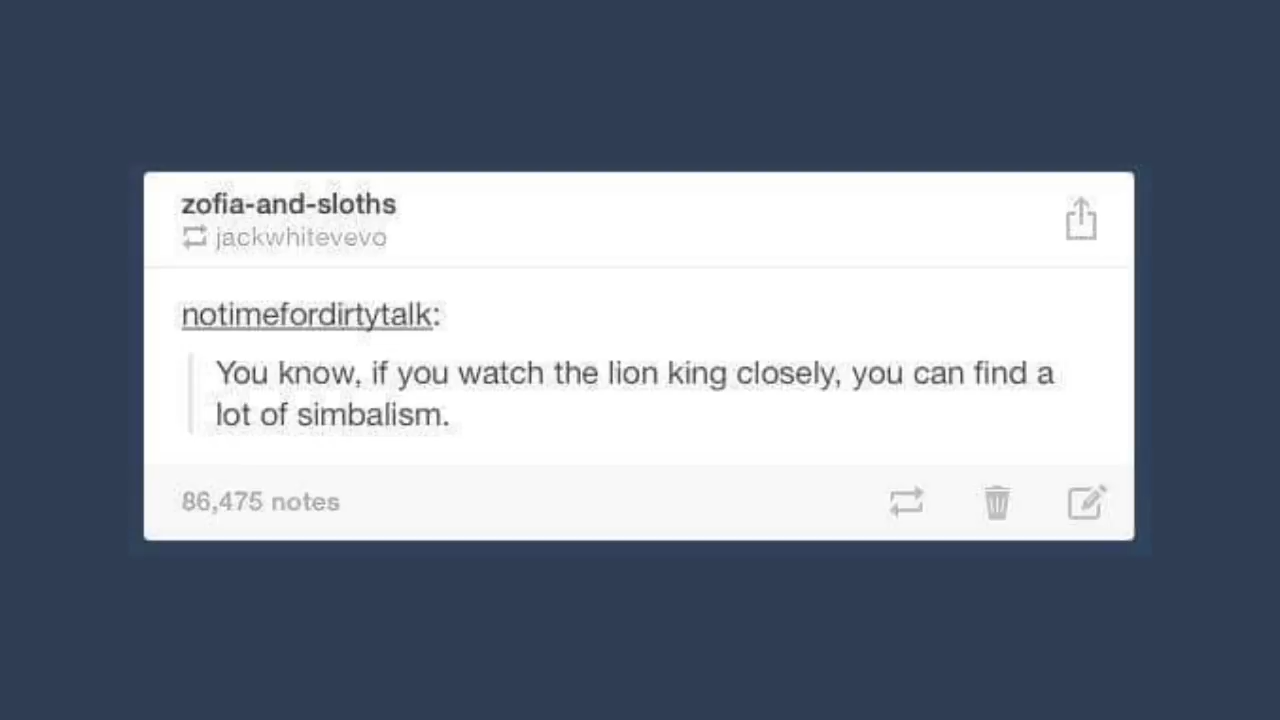 zofia-and-sloths
jackwhitevevo
notimefordirtytalk:
You know, if you watch the lion king closely, you can find a
lot of simbalism.
86,475 notes